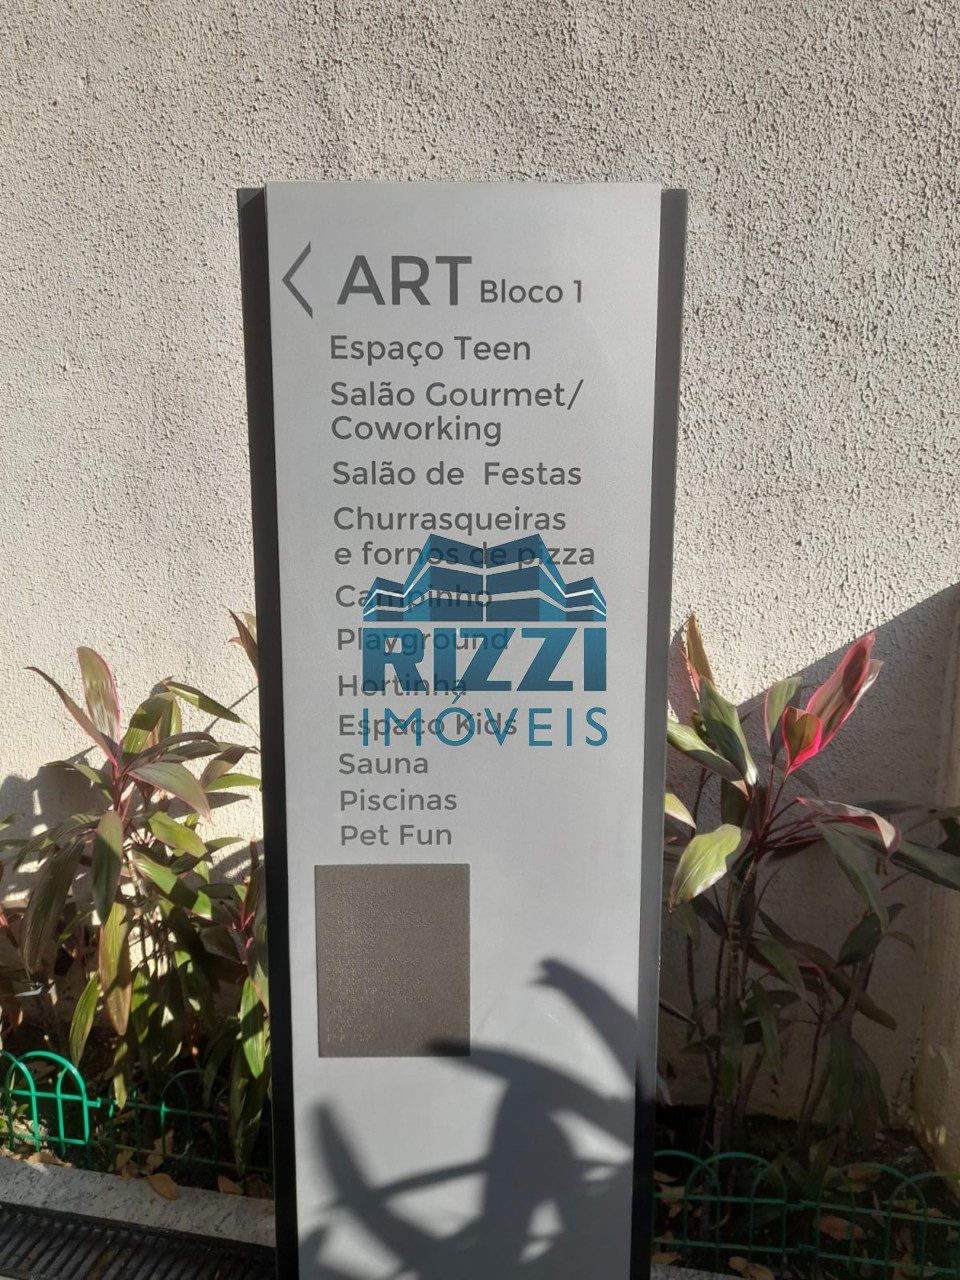 ART Bloco 1
Espaço Teen
Salão Gourmet/
Coworking
Salão de Festas
Churrasqueiras
e fornos de pizza
Campinho
Playground
Hortinha
Espaço Kids
Sauna
Piscinas
Pet Fun
RIZZI
IMÓVEIS